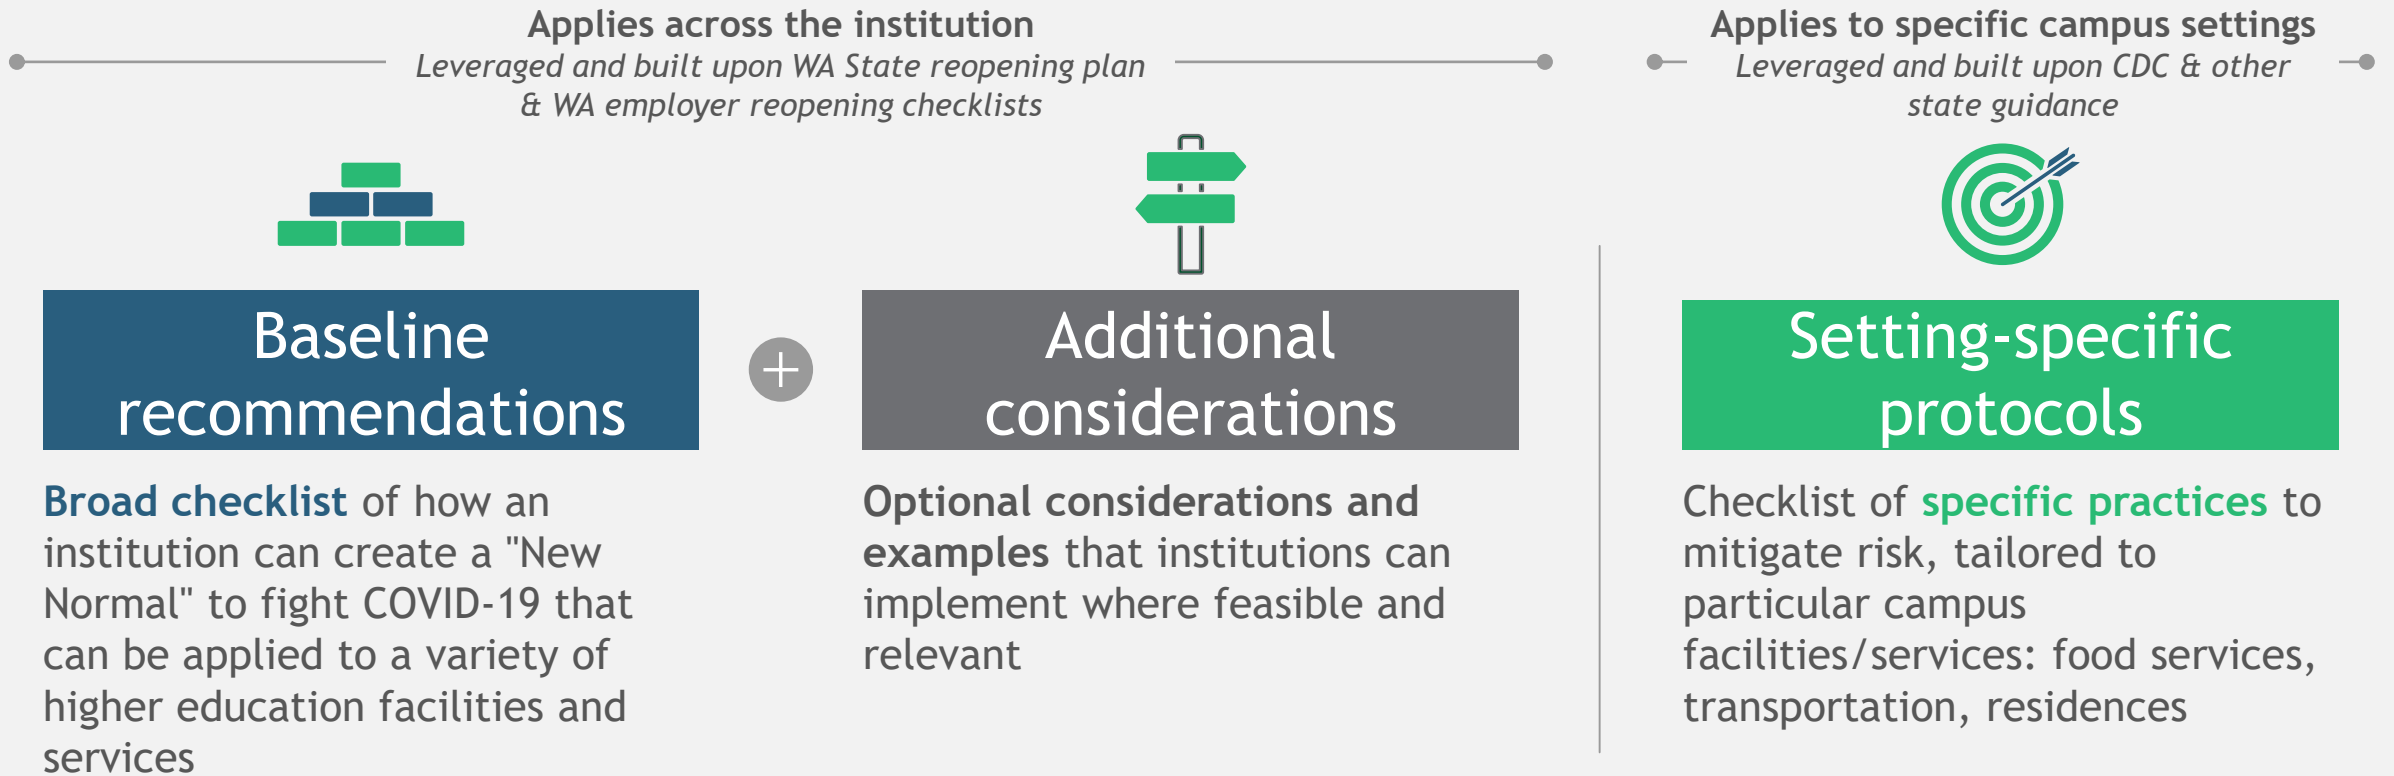 Applies across the institution
Leveraged and built upon WA State reopening plan
& WA employer reopening checklists
Applies to specific campus settings
Leveraged and built upon CDC & other
state guidance
Baseline
recommendations
Broad checklist of how an
institution can create a "New
Normal" to fight COVID-19 that
can be applied to a variety of
higher education facilities and
services
Additional
considerations
Optional considerations and
examples that institutions can
implement where feasible and
relevant
Setting-specific
protocols
Checklist of specific practices to
mitigate risk, tailored to
particular campus
facilities/services: food services,
transportation, residences